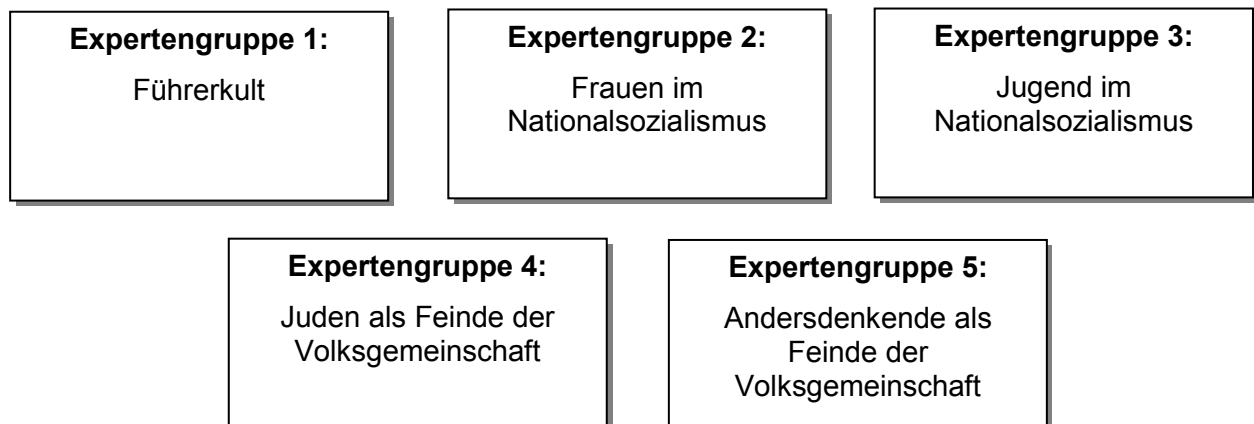 Expertengruppe 1:
Führerkult
Expertengruppe 2:
Frauen im
Nationalsozialismus
Expertengruppe 3:
Jugend im
Nationalsozialismus
Expertengruppe 4:
Juden als Feinde der
Volksgemeinschaft
Expertengruppe 5:
Andersdenkende als
Feinde der
Volksgemeinschaft